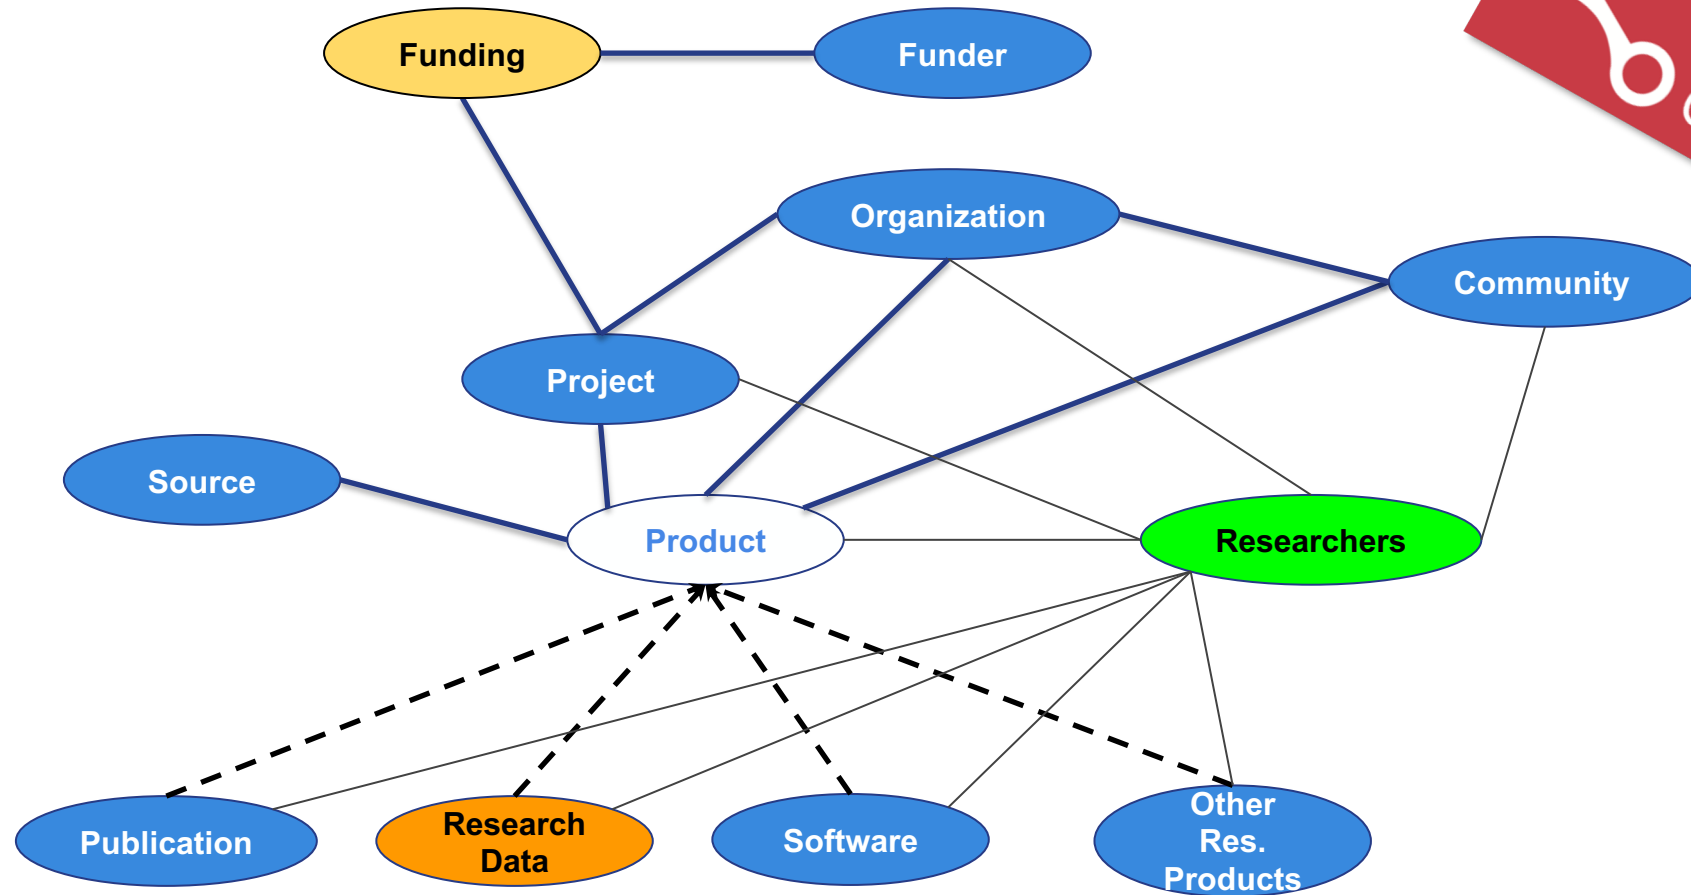 Funding
Funder
Organization
Community
Project
Source
Product
Researchers
Publication
Research
Data
Software
Other
Res.
Products